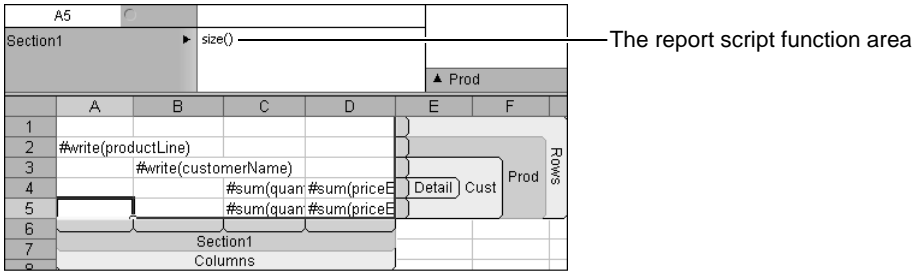 A5
Section1 size() The report script function area
▲ Prod
A B C D E F
1
2 #write(productLine)
3 #write(customerName)
4 #sum(quan #sum(priceE Detail Cust Prod Rows
5 #sum(quan #sum(priceE
6
7 Section1
8 Columns